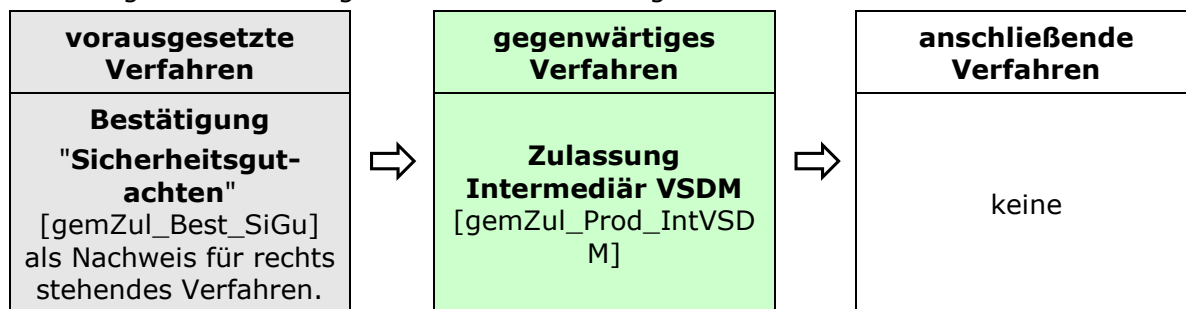 vorausgesetzte
Verfahren
Bestätigung
"Sicherheitsgut-
achten"
[gemZul_Best_SiGu]
als Nachweis für rechts
stehendes Verfahren.
gegenwärtiges
Verfahren
Zulassung
Intermediär VSDM
[gemZul_Prod_IntVSD
M]
anschließende
Verfahren
keine